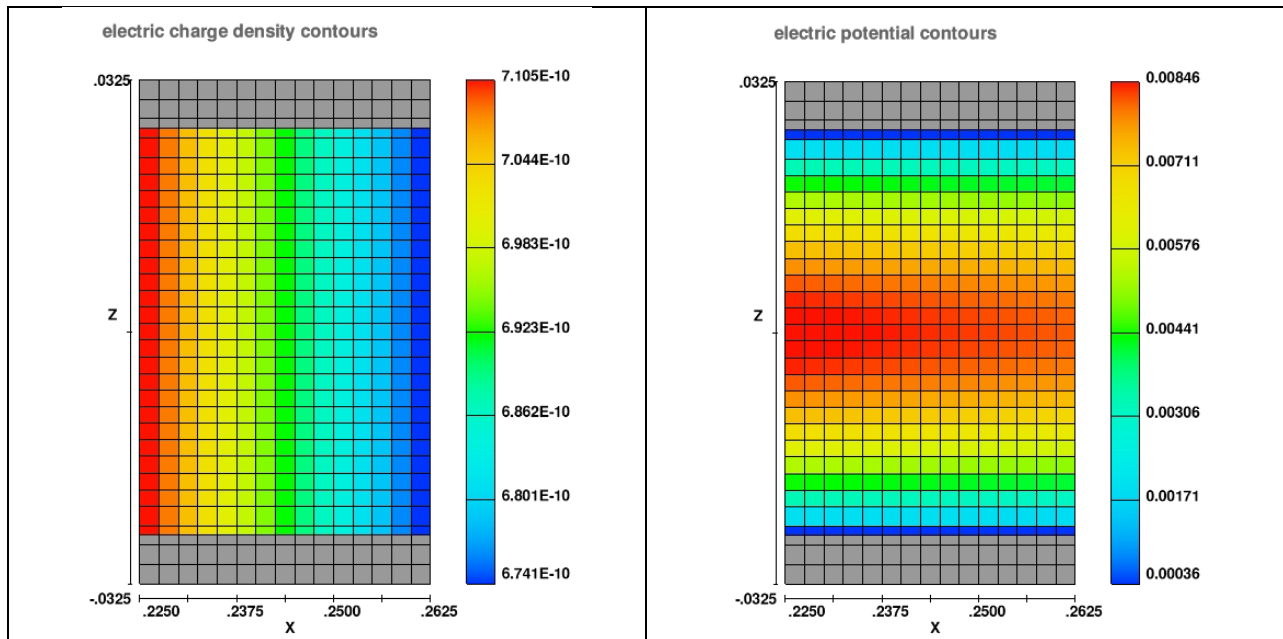 electric charge density contours
.0325
Z
-.0325
.2250 .2375 .2500 .2625
X
7.105E-10
7.044E-10
6.983E-10
6.923E-10
6.862E-10
6.801E-10
6.741E-10
electric potential contours
.0325
Z
-.0325
.2250 .2375 .2500 .2625
X
0.00846
0.00711
0.00576
0.00441
0.00306
0.00171
0.00036